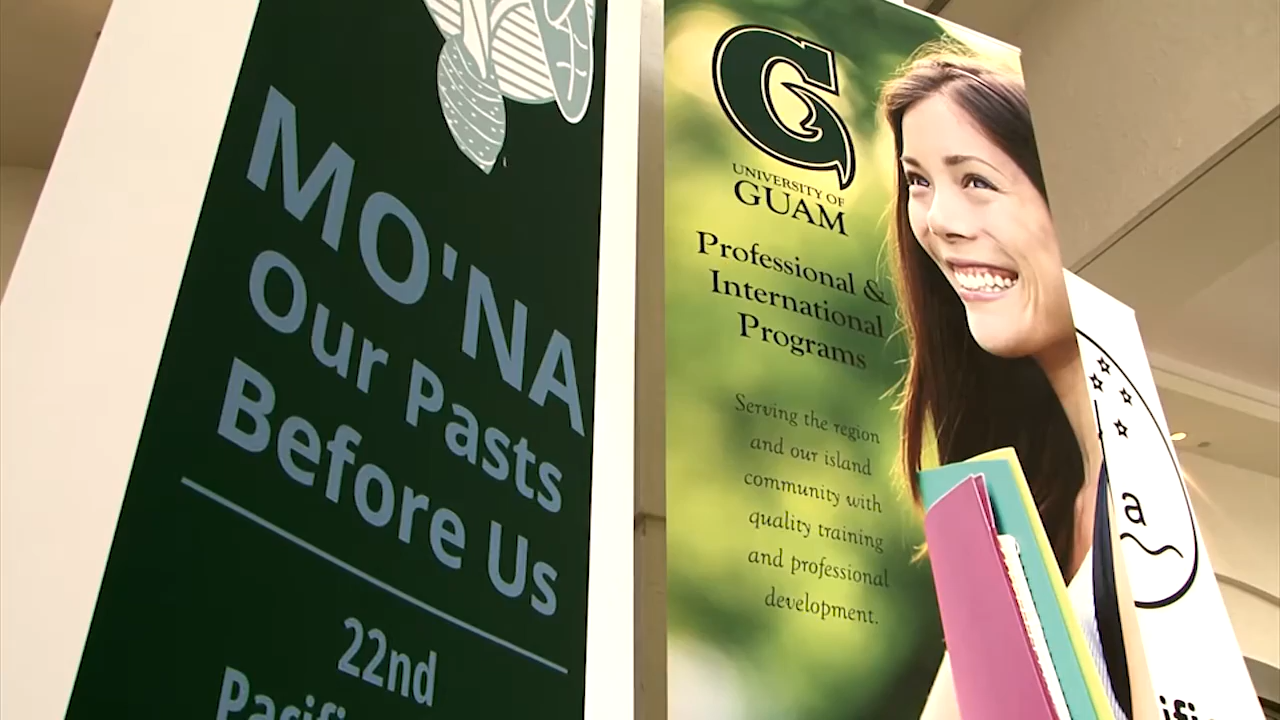 MO'NA
Our Pasts
Before Us
22nd
G
UNIVERSITY OF
GUAM
Professional &
International
Programs
Serving the region
and our island
community with
quality training
and professional
development.
a